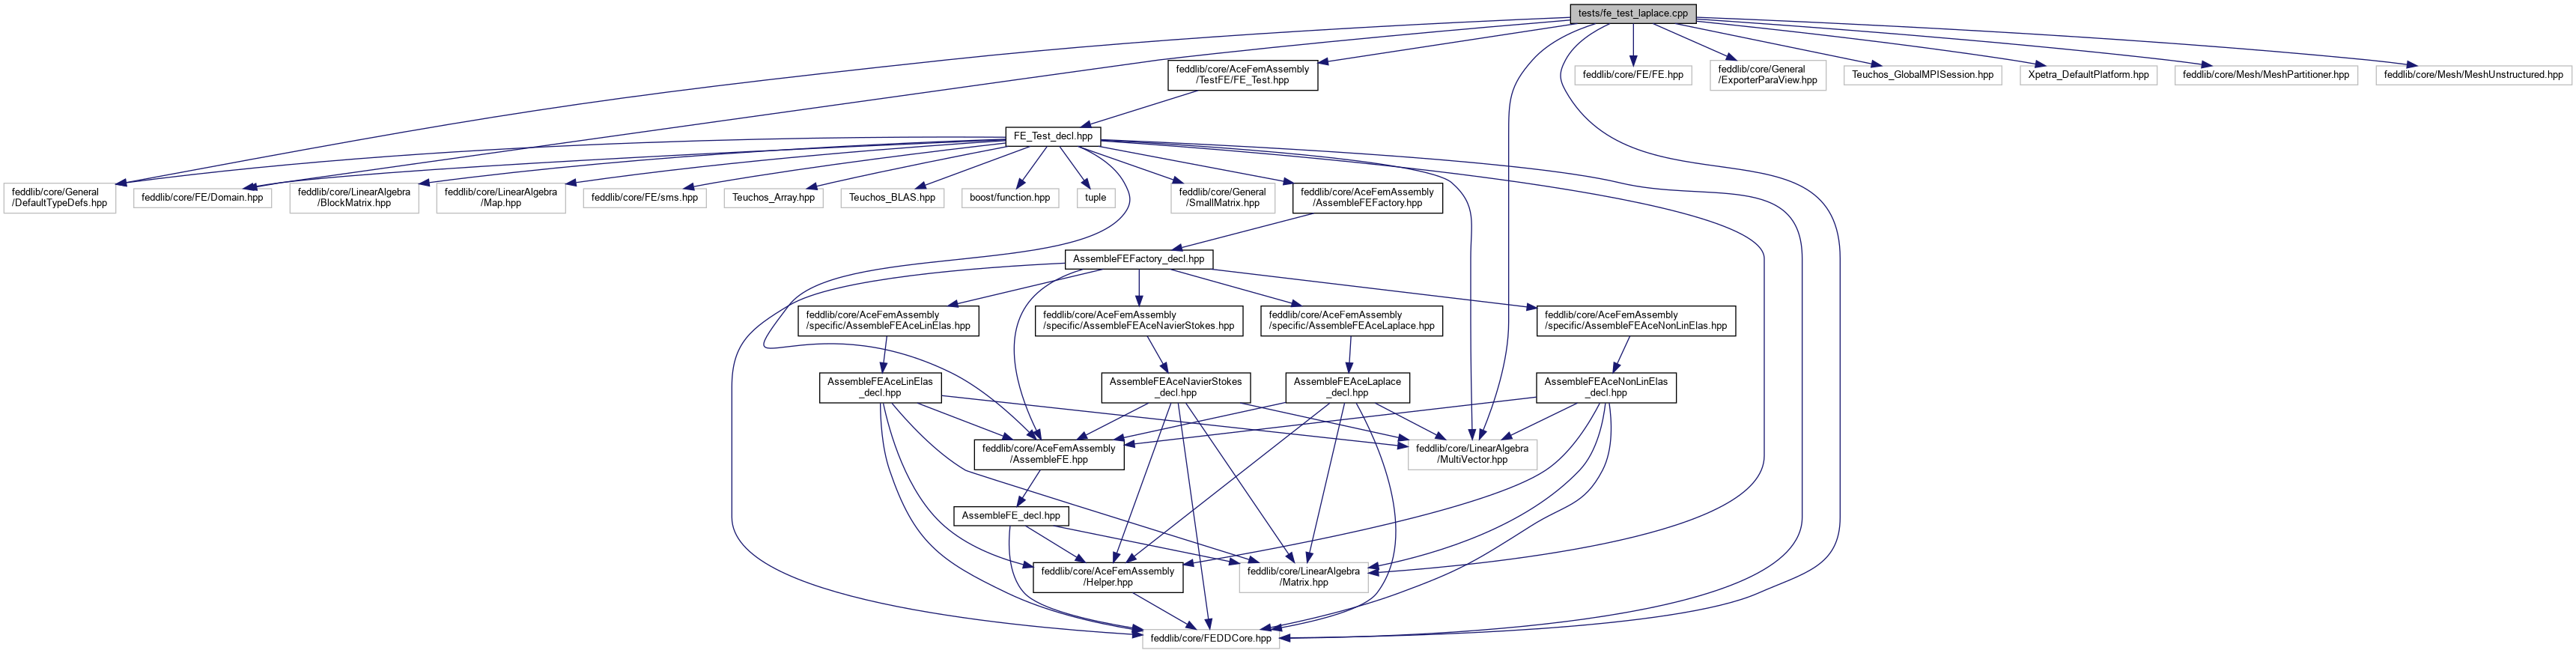 tests/fe_test_laplace.cpp
feddlib/core/AceFemAssembly
/TestFE/FE_Test.hpp
feddlib/core/FE/FE.hpp
feddlib/core/General
/ExporterParaView.hpp
Teuchos_GlobalMPISession.hpp
Xpetra_DefaultPlatform.hpp
feddlib/core/Mesh/MeshPartitioner.hpp
feddlib/core/Mesh/MeshUnstructured.hpp
FE_Test_decl.hpp
feddlib/core/General
/DefaultTypeDefs.hpp
feddlib/core/FE/Domain.hpp
feddlib/core/LinearAlgebra
/BlockMatrix.hpp
feddlib/core/LinearAlgebra
/Map.hpp
feddlib/core/FE/sms.hpp
Teuchos_Array.hpp
Teuchos_BLAS.hpp
boost/function.hpp
tuple
feddlib/core/General
/SmallMatrix.hpp
feddlib/core/AceFemAssembly
/AssembleFEFactory.hpp
AssembleFEFactory_decl.hpp
feddlib/core/AceFemAssembly
/specific/AssembleFEAceLinElas.hpp
feddlib/core/AceFemAssembly
/specific/AssembleFEAceNavierStokes.hpp
feddlib/core/AceFemAssembly
/specific/AssembleFEAceLaplace.hpp
feddlib/core/AceFemAssembly
/specific/AssembleFEAceNonLinElas.hpp
AssembleFEAceLinElas
_decl.hpp
AssembleFEAceNavierStokes
_decl.hpp
AssembleFEAceLaplace
_decl.hpp
AssembleFEAceNonLinElas
_decl.hpp
feddlib/core/AceFemAssembly
/AssembleFE.hpp
feddlib/core/LinearAlgebra
/MultiVector.hpp
AssembleFE_decl.hpp
feddlib/core/AceFemAssembly
/Helper.hpp
feddlib/core/LinearAlgebra
/Matrix.hpp
feddlib/core/FEDDCore.hpp